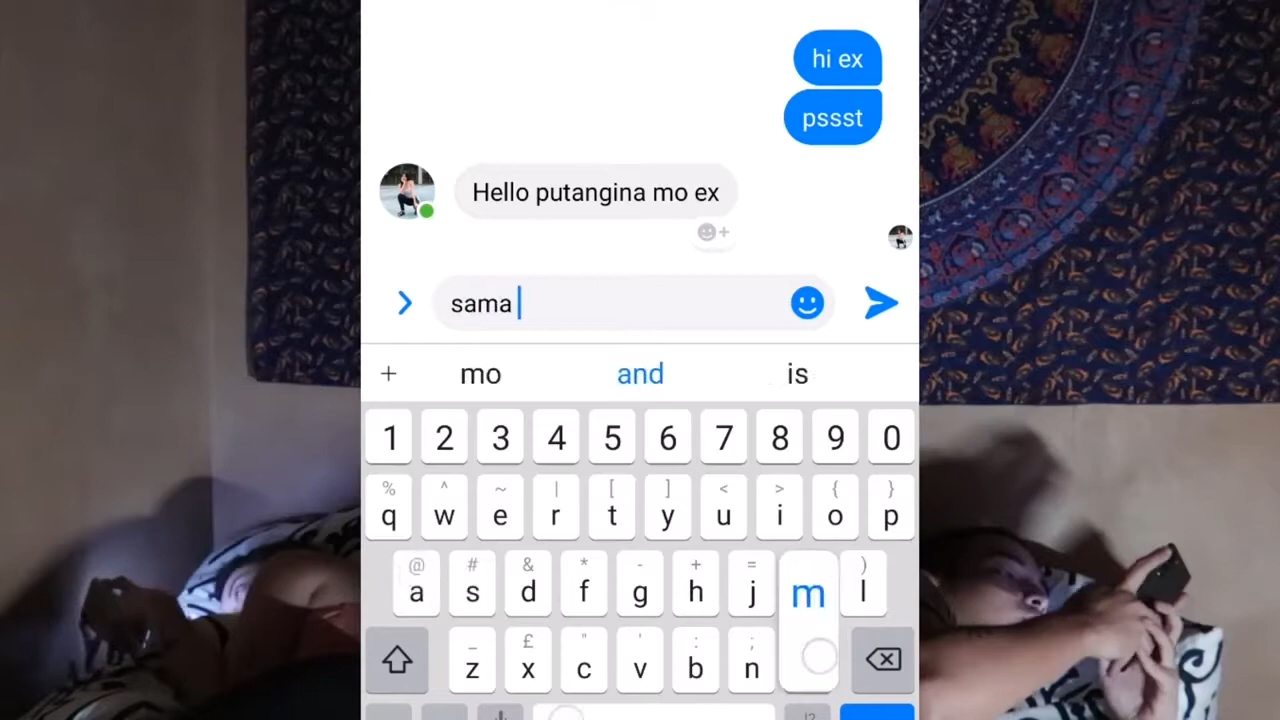 hi ex
pssst
Hello putangina mo ex
sama
+ mo and is
1 2 3 4 5 6 7 8 9 0
% ^ ~ | [ ] < > { }
q w e r t y u i o p
@ # & * - + = )
a s d f g h j m l
_ £ " ' : ;
z x c v b n
!?